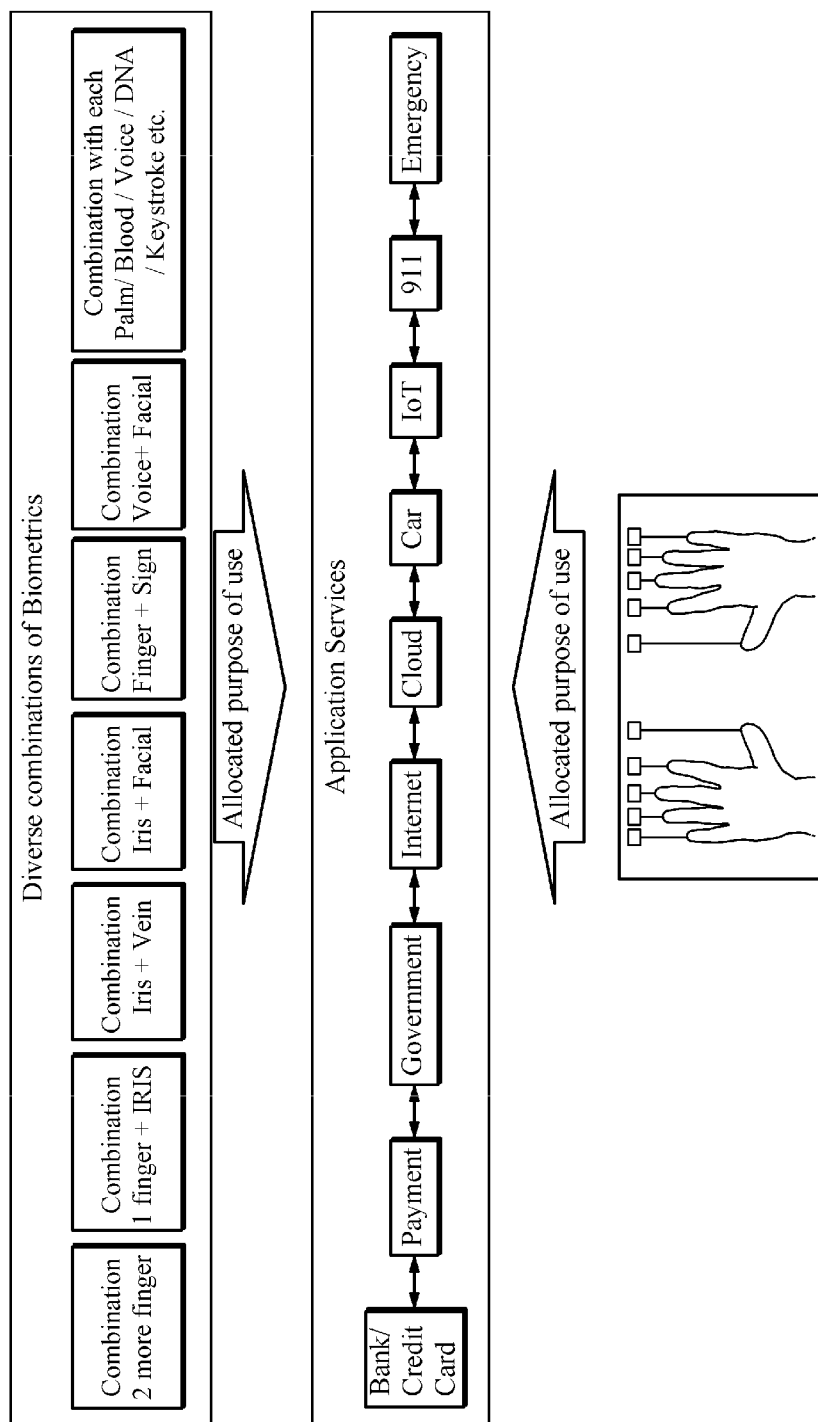 Diverse combinations of Biometrics
Combination
2 more finger
Combination
1 finger + IRIS
Combination
Iris + Vein
Combination
Iris + Facial
Combination
Finger + Sign
Combination
Voice+ Facial
Combination with each
Palm/ Blood / Voice / DNA
/ Keystroke etc.
Allocated purpose of use
Application Services
Bank/
Credit
Card
Payment
Government
Internet
Cloud
Car
IoT
911
Emergency
Allocated purpose of use